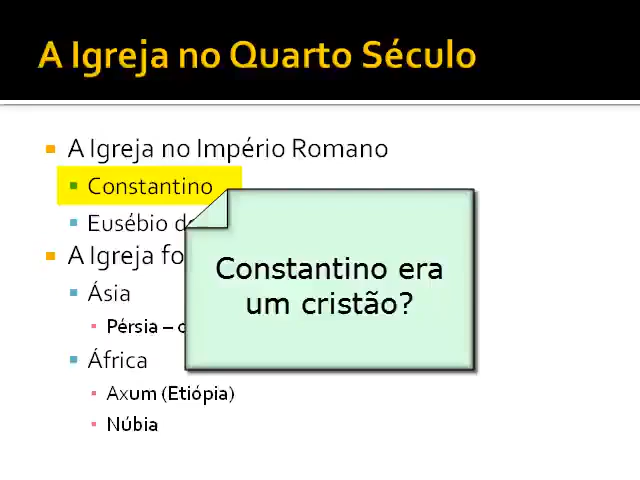 A Igreja no Quarto Século
A Igreja no Império Romano
Constantino
Eusébio
A Igreja
Constantino era
um cristão?
Ásia
Pérsia –
África
Axum (Etiópia)
Núbia